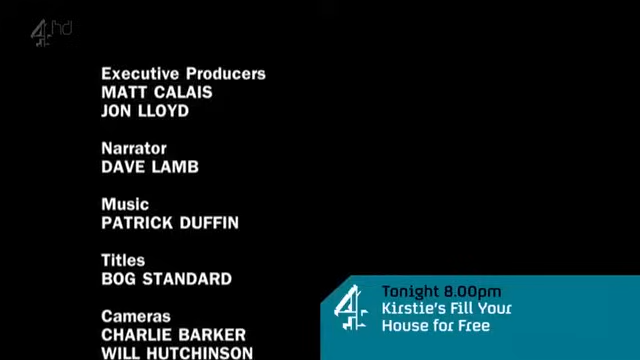 4hd
Executive Producers
MATT CALAIS
JON LLOYD
Narrator
DAVE LAMB
Music
PATRICK DUFFIN
Titles
BOG STANDARD
Cameras
CHARLIE BARKER
WILL HUTCHINSON
4
Tonight 8.00pm
Kirstie's Fill Your
House for Free